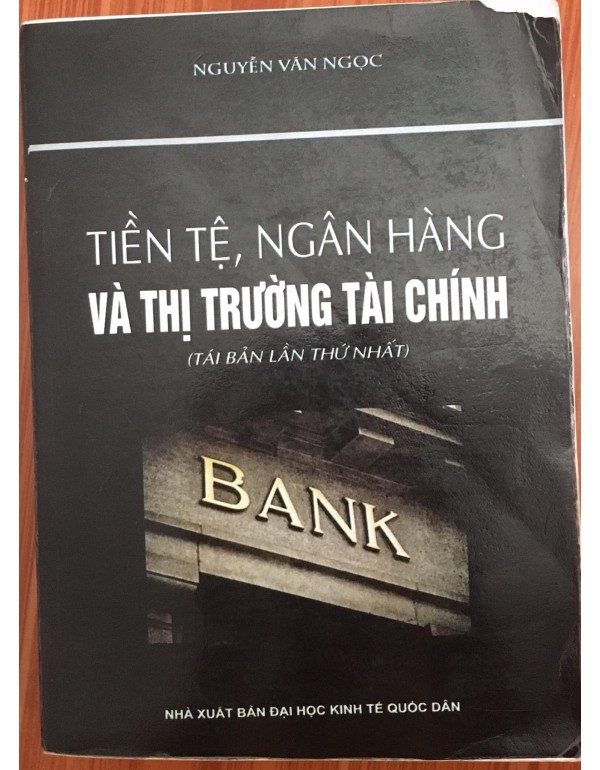 NGUYỄN VĂN NGỌC
TIỀN TỆ, NGÂN HÀNG
VÀ THỊ TRƯỜNG TÀI CHÍNH
(TÁI BẢN LẦN THỨ NHẤT)
BANK
NHÀ XUẤT BẢN ĐẠI HỌC KINH TẾ QUỐC DÂN